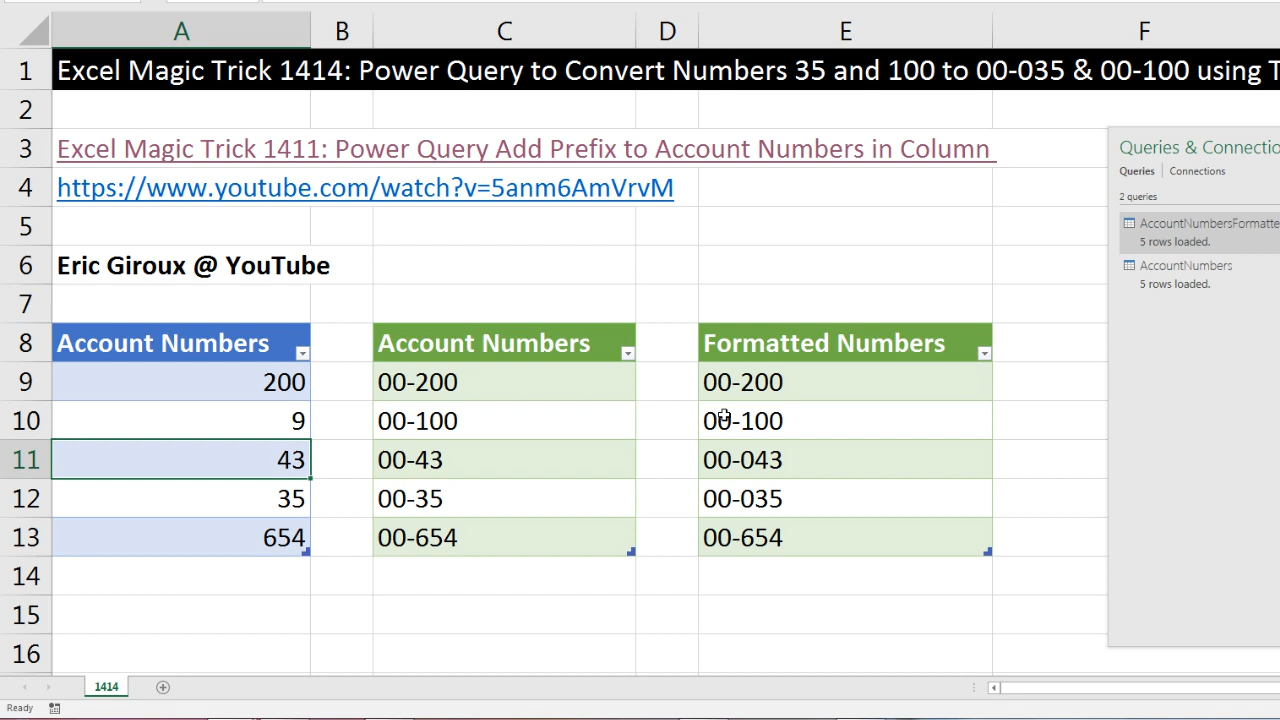 A B C D E F
1 Excel Magic Trick 1414: Power Query to Convert Numbers 35 and 100 to 00-035 & 00-100 using T
2
3 Excel Magic Trick 1411: Power Query Add Prefix to Account Numbers in Column
4 https://www.youtube.com/watch?v=5anm6AmVrvM
5
6 Eric Giroux @ YouTube
7
8 Account Numbers Account Numbers Formatted Numbers
9 200 00-200 00-200
10 9 00-100 00-100
11 43 00-43 00-043
12 35 00-35 00-035
13 654 00-654 00-654
14
15
16
Queries & Connectio
Queries Connections
2 queries
AccountNumbersFormatte
5 rows loaded.
AccountNumbers
5 rows loaded.
1414
Ready